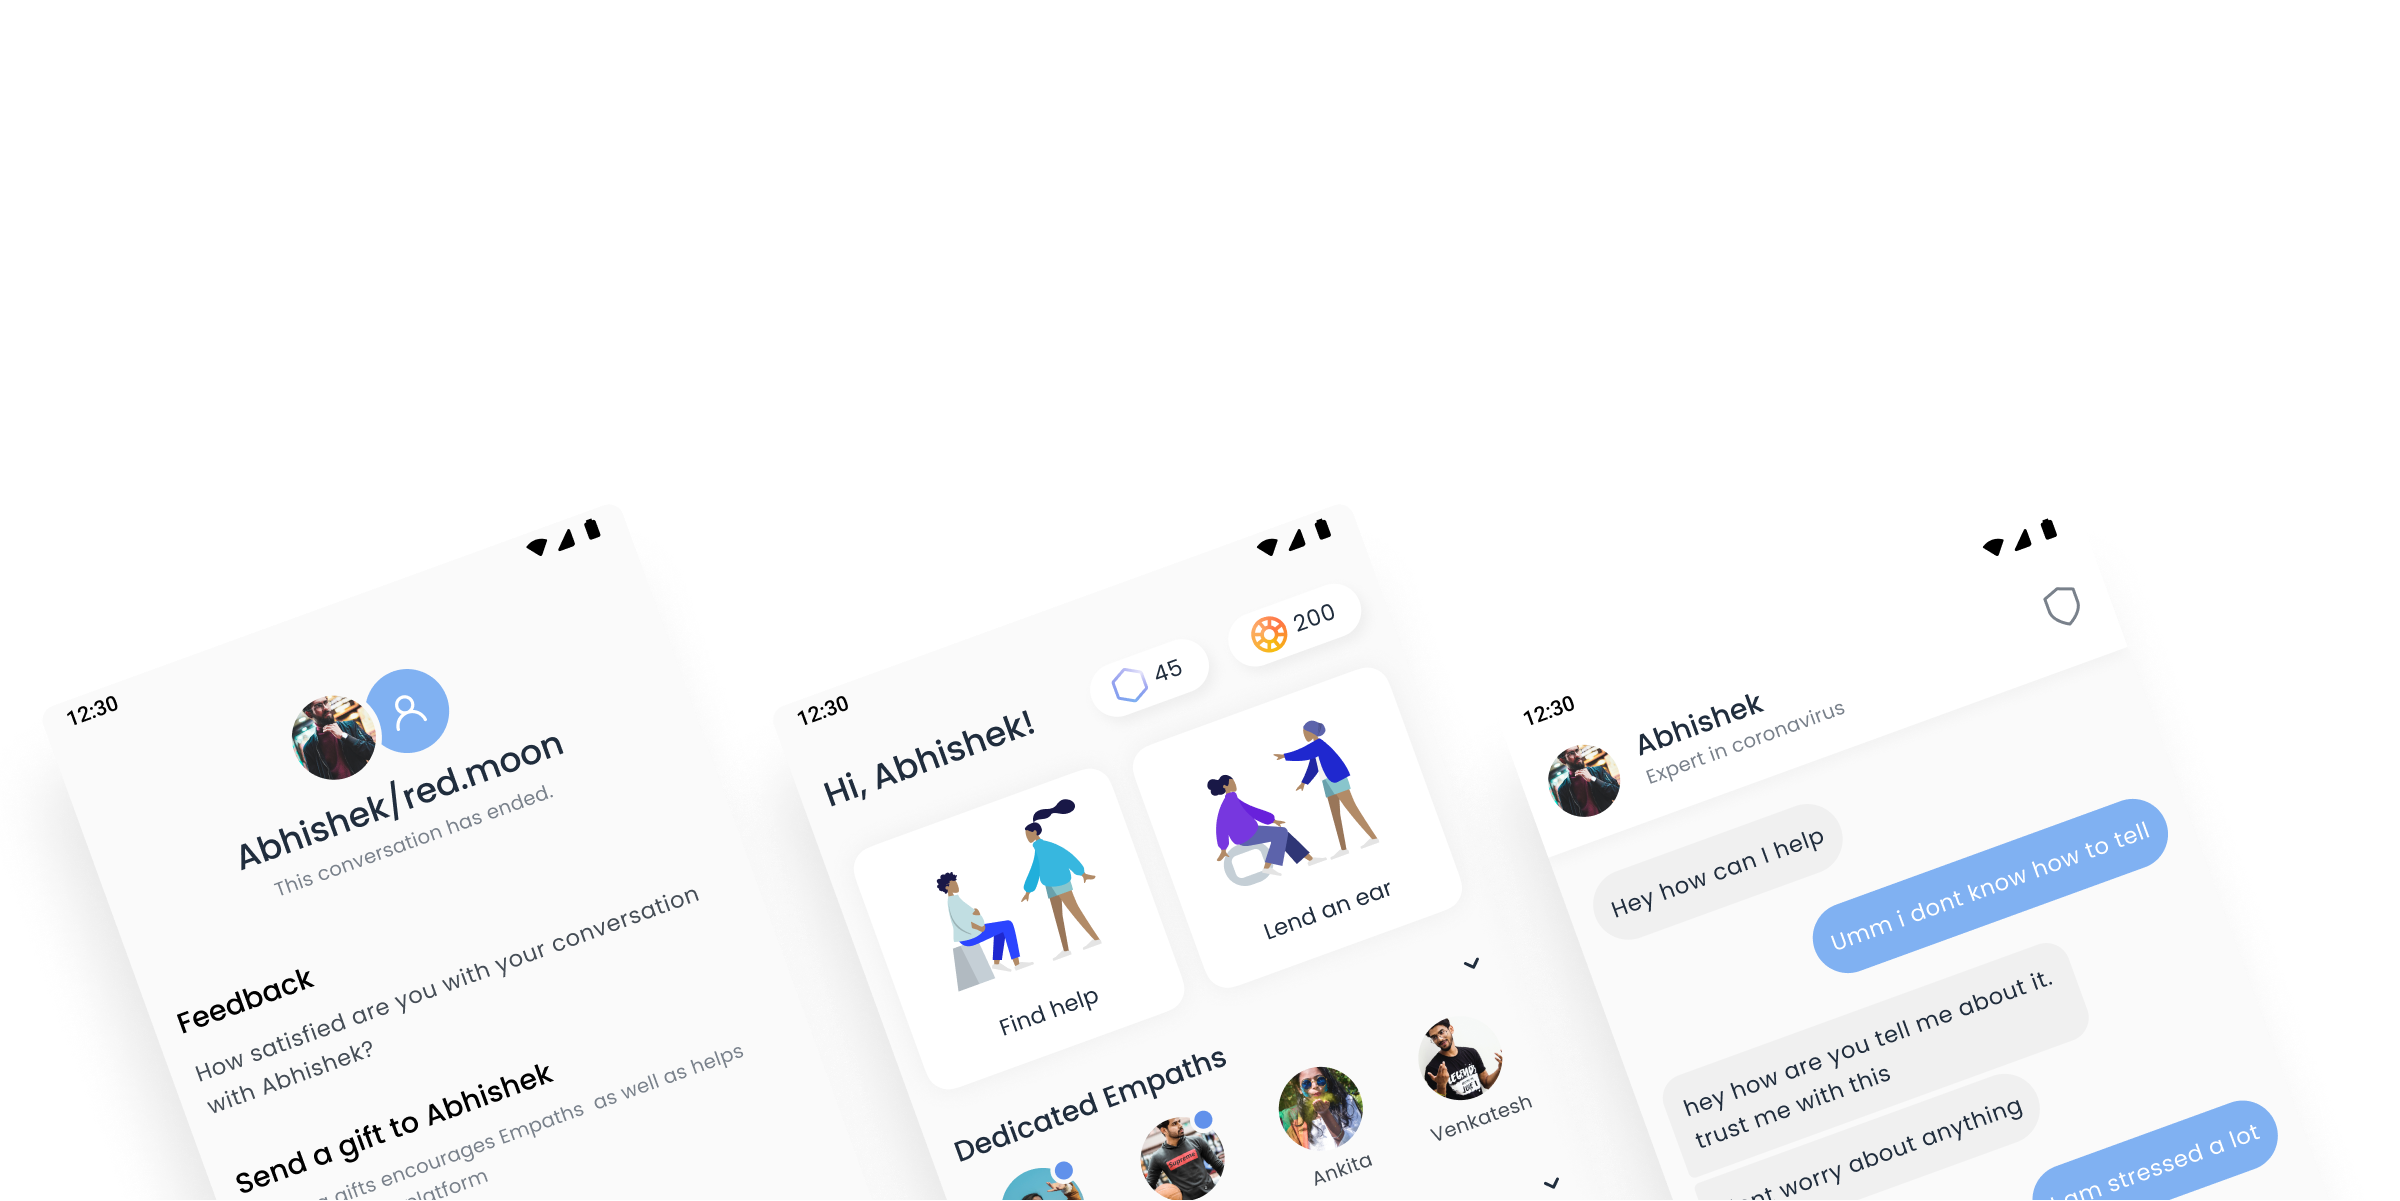 12:30
Abhishek/red.moon
This conversation has ended.
Feedback
How satisfied are you with your conversation
with Abhishek?
Send a gift to Abhishek
gifts encourages Empaths as well as helps
12:30
45
200
Hi, Abhishek!
Find help
Lend an ear
Dedicated Empaths
Supreme
Ankita
Venkatesh
12:30
Abhishek
Expert in coronavirus
Hey how can I help
Umm i dont know how to tell
hey how are you tell me about it.
trust me with this
worry about anything
am stressed a lot